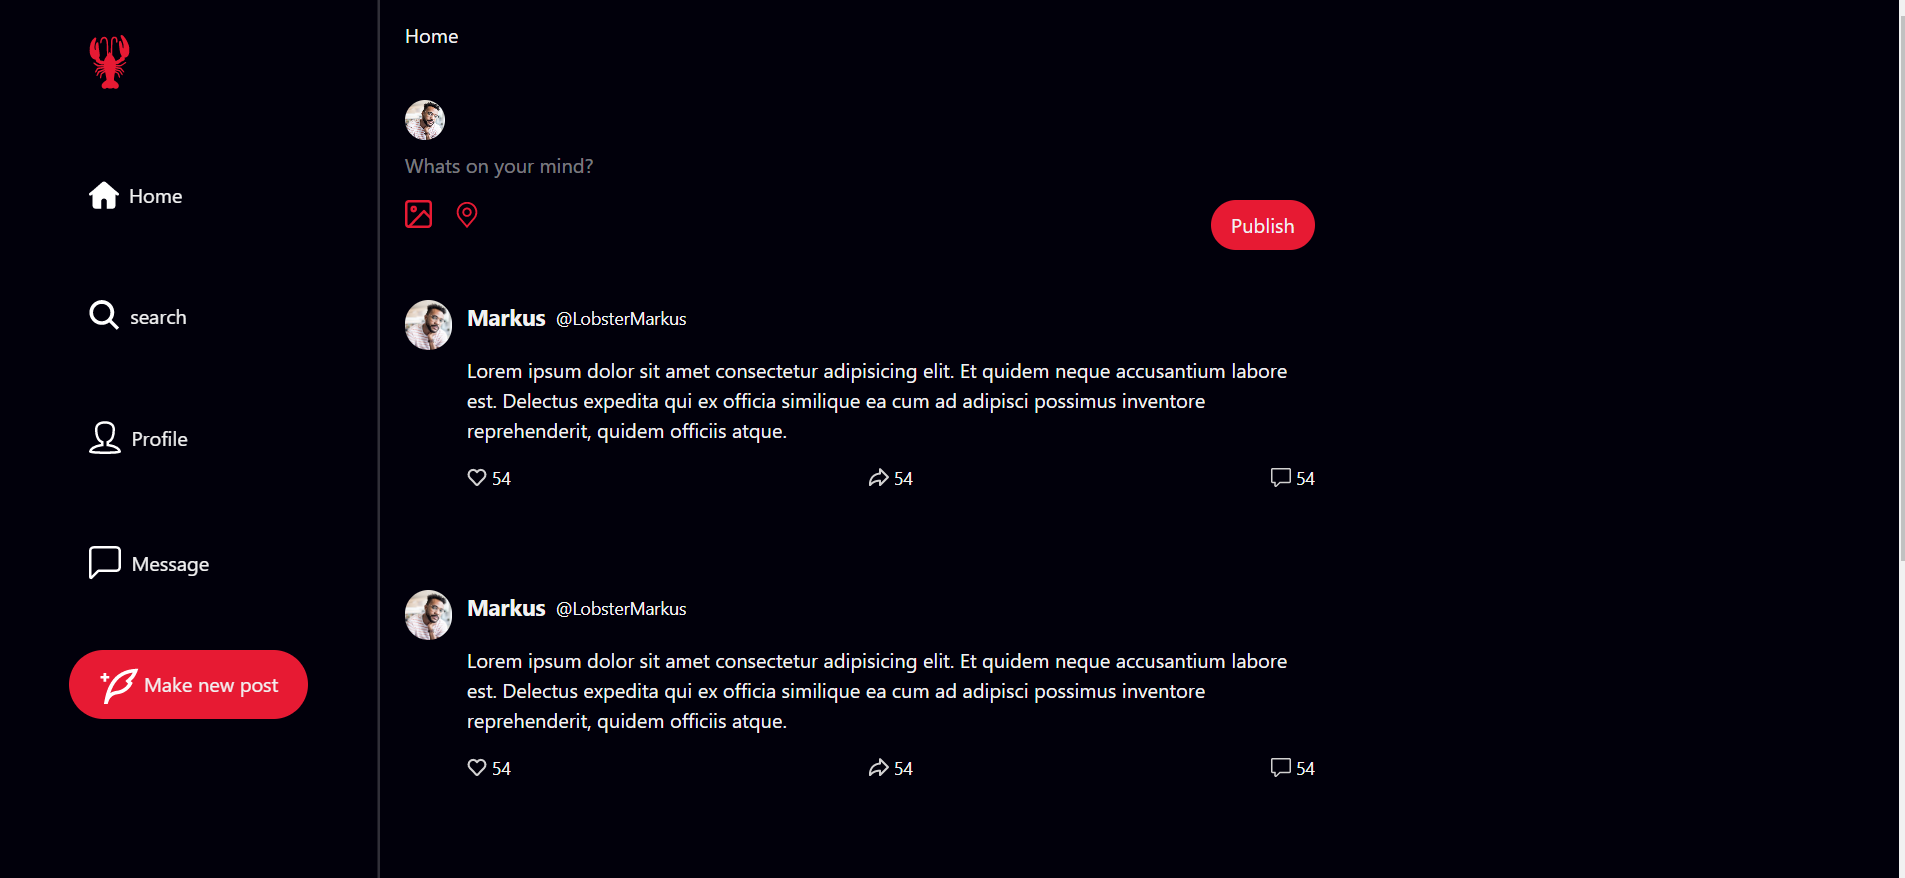 Home
search
Profile
Message
Make new post
Home
Whats on your mind?
Publish
Markus @LobsterMarkus
Lorem ipsum dolor sit amet consectetur adipisicing elit. Et quidem neque accusantium labore
est. Delectus expedita qui ex officia similique ea cum ad adipisci possimus inventore
reprehenderit, quidem officiis atque.
54 54 54
Markus @LobsterMarkus
Lorem ipsum dolor sit amet consectetur adipisicing elit. Et quidem neque accusantium labore
est. Delectus expedita qui ex officia similique ea cum ad adipisci possimus inventore
reprehenderit, quidem officiis atque.
54 54 54